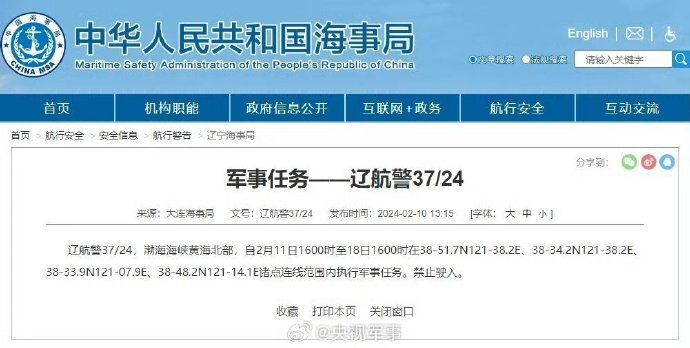 中国海事局
CHINA MSA
中华人民共和国海事局
Maritime Safety Administration of the People's Republic of China
English
文章搜索 法规搜索 请输入关键字
首页 机构职能 政府信息公开 互联网+政务 航行安全 互动交流
首页 > 航行安全 > 安全信息 > 航行警告 > 辽宁海事局
分享到:
军事任务——辽航警37/24
来源:大连海事局 文号:辽航警37/24 发布时间:2024-02-10 13:15 [字体: 大 中 小 ]
辽航警37/24,渤海海峡黄海北部,自2月11日1600时至18日1600时在38-51.7N121-38.2E、38-34.2N121-38.2E、
38-33.9N121-07.9E、38-48.2N121-14.1E诸点连线范围内执行军事任务。禁止驶入。
收藏 打印本页 关闭窗口
@央视军事